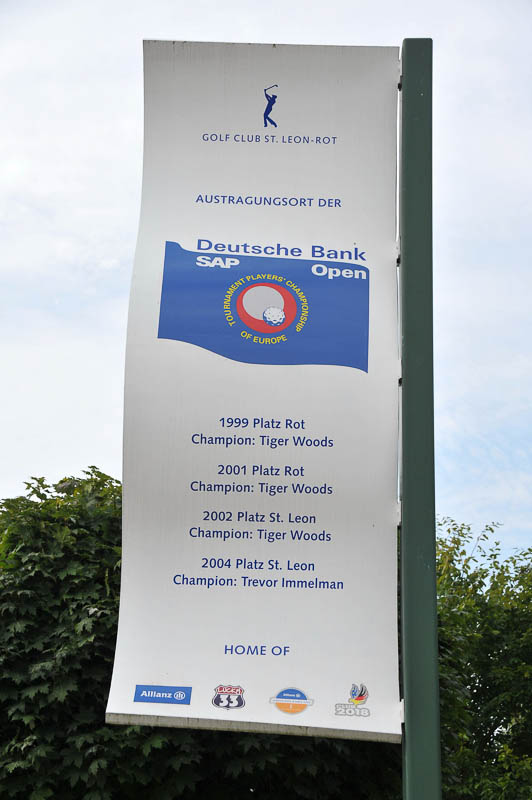 GOLF CLUB ST. LEON-ROT
AUSTRAGUNGSORT DER
Deutsche Bank
SAP Open
TOURNAMENT PLAYERS' CHAMPIONSHIP
OF EUROPE
1999 Platz Rot
Champion: Tiger Woods
2001 Platz Rot
Champion: Tiger Woods
2002 Platz St. Leon
Champion: Tiger Woods
2004 Platz St. Leon
Champion: Trevor Immelman
HOME OF
Allianz
33
Allianz
2018